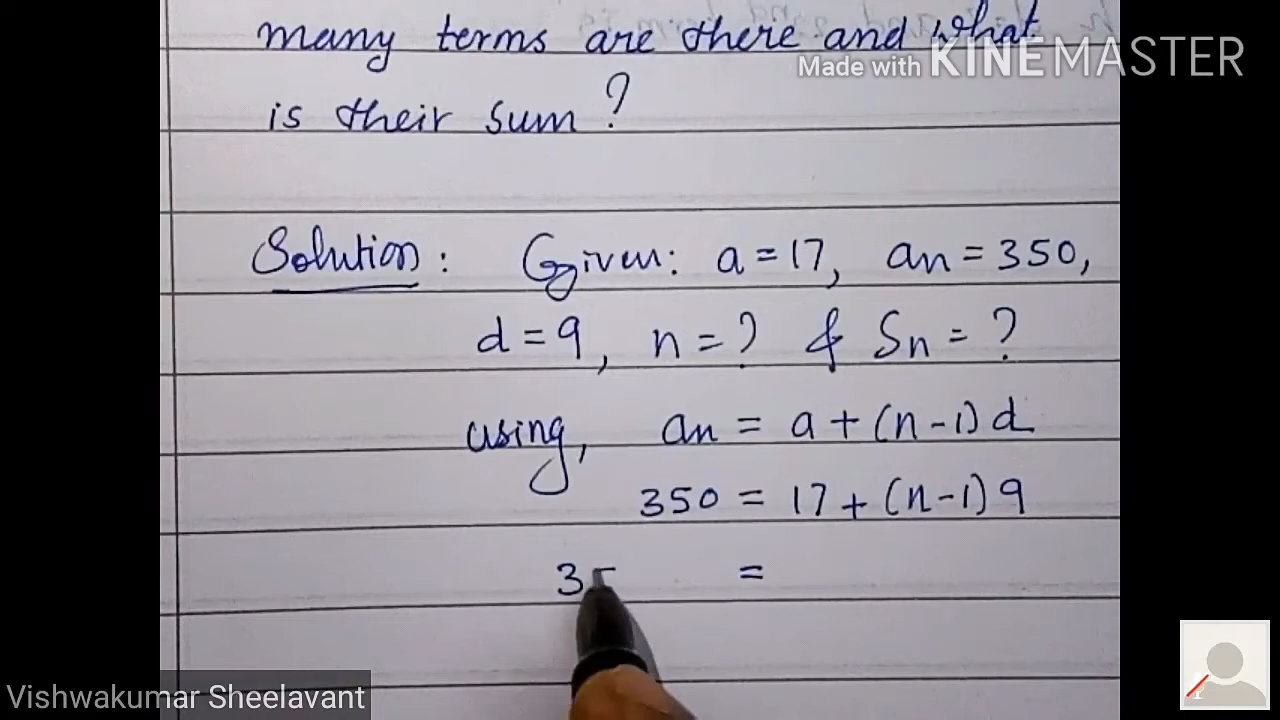 many terms are there and what
Made with KINEMASTER
is their sum ?
Solution : Given: a = 17, an = 350,
d = 9, n = ? & Sn = ?
using, an = a + (n-1) d
350 = 17 + (n-1) 9
35 =
Vishwakumar Sheelavant